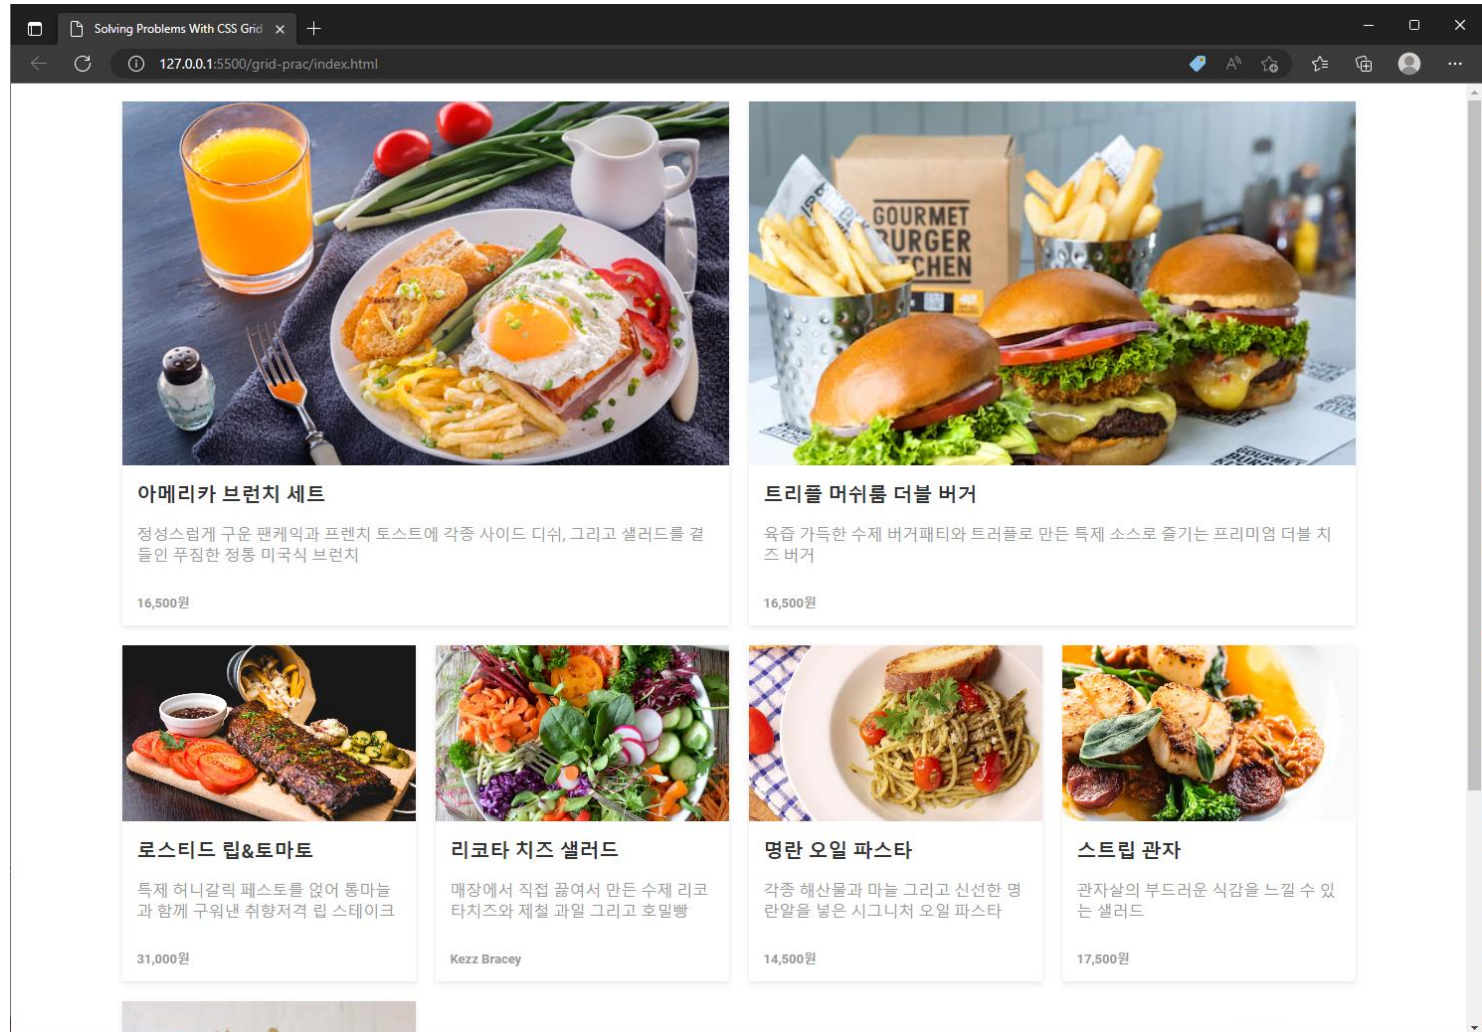 Solving Problems With CSS Grid
127.0.0.1:5500/grid-prac/index.html
GOURMET
BURGER
KITCHEN
아메리카 브런치 세트
정성스럽게 구운 팬케익과 프렌치 토스트에 각종 사이드 디쉬, 그리고 샐러드를 곁
들인 푸짐한 정통 미국식 브런치
16,500원
트리플 머쉬룸 더블 버거
육즙 가득한 수제 버거패티와 트러플로 만든 특제 소스로 즐기는 프리미엄 더블 치
즈 버거
16,500원
로스티드 립&토마토
특제 허니갈릭 페스토를 얹어 통마늘
과 함께 구워낸 취향저격 립 스테이크
31,000원
리코타 치즈 샐러드
매장에서 직접 끓여서 만든 수제 리코
타치즈와 제철 과일 그리고 호밀빵
Kezz Bracey
명란 오일 파스타
각종 해산물과 마늘 그리고 신선한 명
란알을 넣은 시그니처 오일 파스타
14,500원
스트립 관자
관자살의 부드러운 식감을 느낄 수 있
는 샐러드
17,500원